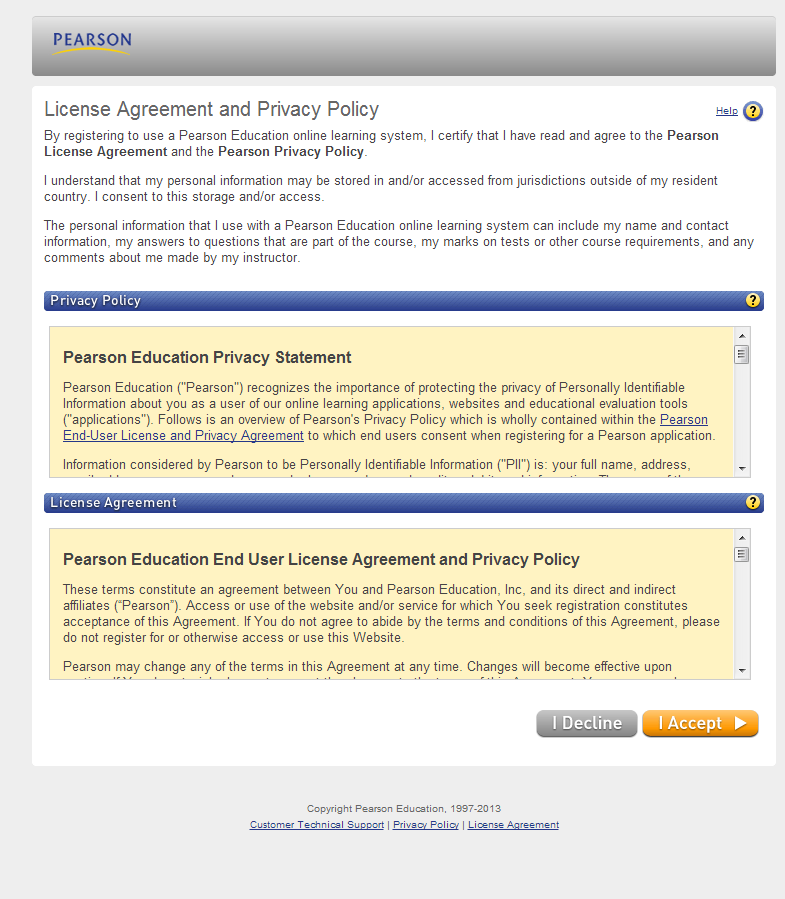 PEARSON
License Agreement and Privacy Policy
Help
By registering to use a Pearson Education online learning system, I certify that I have read and agree to the Pearson
License Agreement and the Pearson Privacy Policy.
I understand that my personal information may be stored in and/or accessed from jurisdictions outside of my resident
country. I consent to this storage and/or access.
The personal information that I use with a Pearson Education online learning system can include my name and contact
information, my answers to questions that are part of the course, my marks on tests or other course requirements, and any
comments about me made by my instructor.
Privacy Policy
Pearson Education Privacy Statement
Pearson Education ("Pearson") recognizes the importance of protecting the privacy of Personally Identifiable
Information about you as a user of our online learning applications, websites and educational evaluation tools
("applications"). Follows is an overview of Pearson's Privacy Policy which is wholly contained within the Pearson
End-User License and Privacy Agreement to which end users consent when registering for a Pearson application.
Information considered by Pearson to be Personally Identifiable Information ("PII") is: your full name, address,
License Agreement
Pearson Education End User License Agreement and Privacy Policy
These terms constitute an agreement between You and Pearson Education, Inc, and its direct and indirect
affiliates (“Pearson”). Access or use of the website and/or service for which You seek registration constitutes
acceptance of this Agreement. If You do not agree to abide by the terms and conditions of this Agreement, please
do not register for or otherwise access or use this Website.
Pearson may change any of the terms in this Agreement at any time. Changes will become effective upon
I Decline
I Accept
Copyright Pearson Education, 1997-2013
Customer Technical Support | Privacy Policy | License Agreement